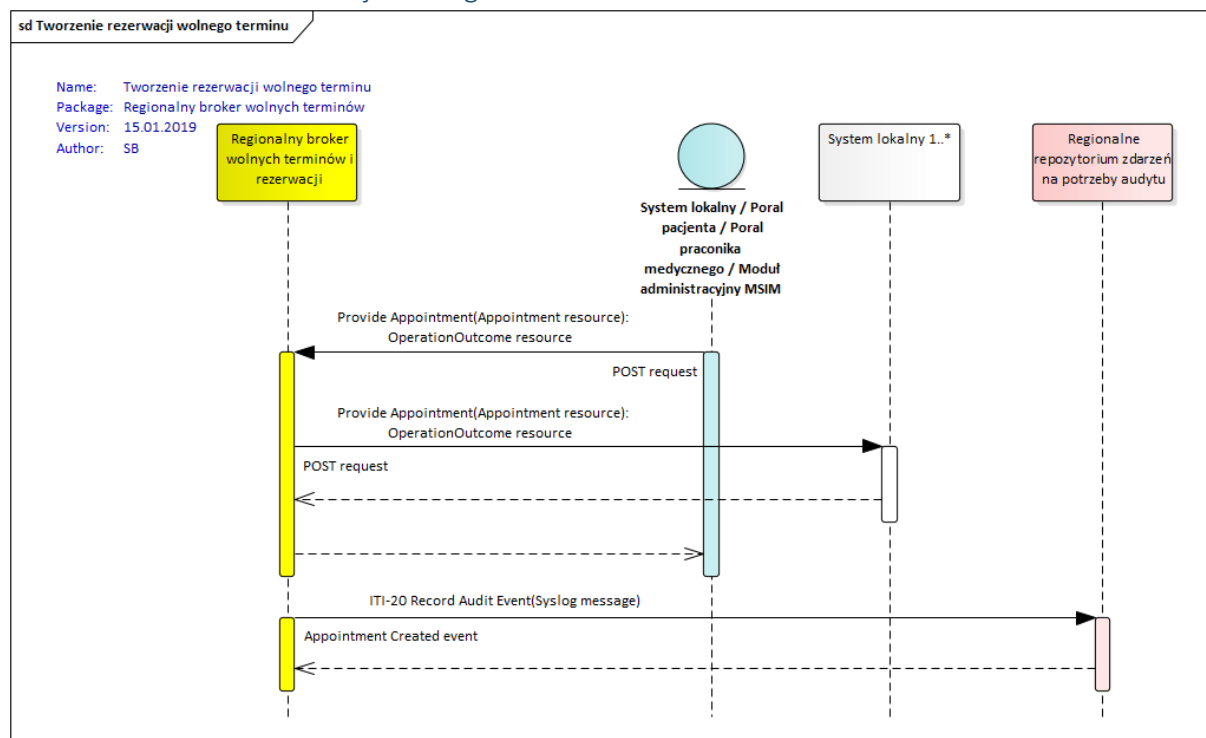 sd Tworzenie rezerwacji wolnego terminu
Name: Tworzenie rezerwacji wolnego terminu
Package: Regionalny broker wolnych terminów
Version: 15.01.2019
Author: SB
Regionalny broker
wolnych terminów i
rezerwacji
System lokalny / Poral
pacjenta / Poral
praconika
medycznego / Moduł
administracyjny MSIM
System lokalny 1..*
Regionalne
repozytorium zdarzeń
na potrzeby audytu
Provide Appointment(Appointment resource):
OperationOutcome resource
POST request
Provide Appointment(Appointment resource):
OperationOutcome resource
POST request
ITI-20 Record Audit Event(Syslog message)
Appointment Created event